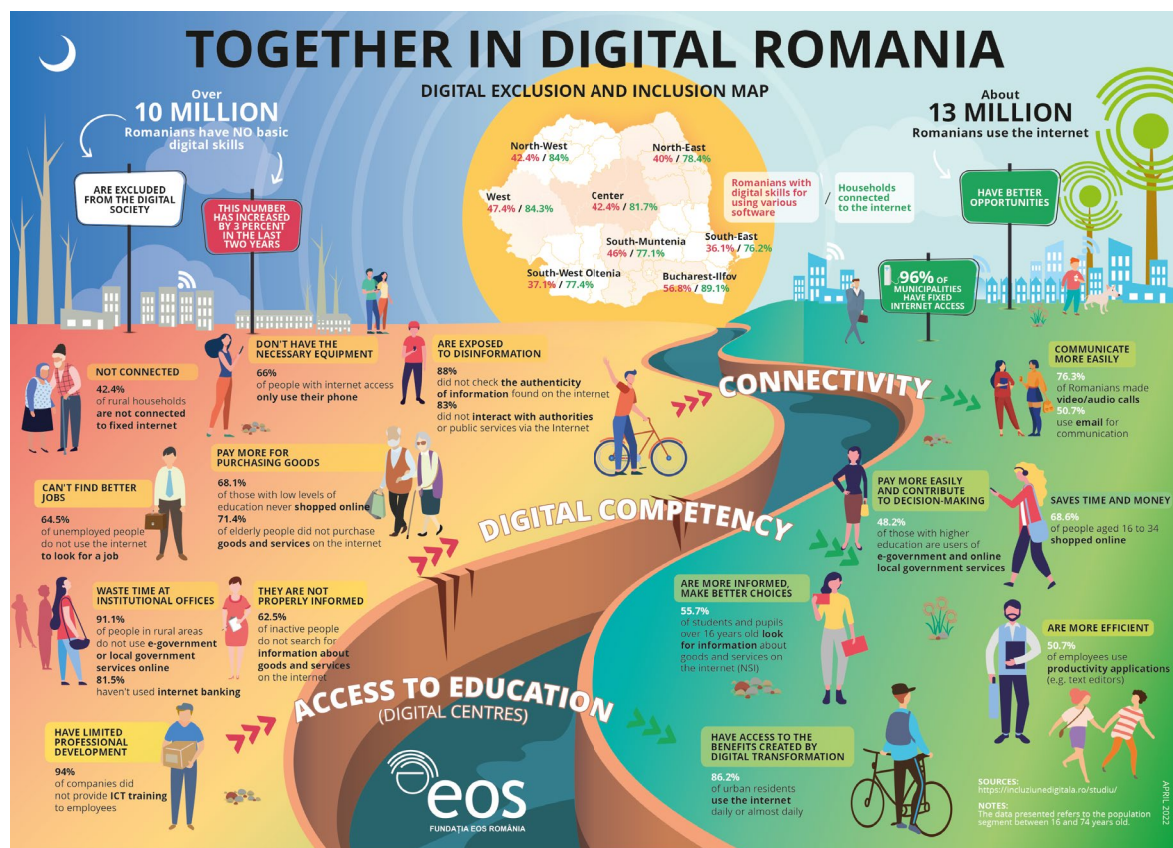 TOGETHER IN DIGITAL ROMANIA
DIGITAL EXCLUSION AND INCLUSION MAP
Over
10 MILLION
Romanians have NO basic
digital skills
ARE EXCLUDED
FROM THE DIGITAL
SOCIETY
THIS NUMBER
HAS INCREASED
BY 3 PERCENT
IN THE LAST
TWO YEARS
North-West
42.4% / 84%
North-East
40% / 78.4%
West
47.4% / 84.3%
Center
42.4% / 81.7%
South-Muntenia
46% / 77.1%
South-East
36.1% / 76.2%
South-West Oltenia
37.1% / 77.4%
Bucharest-Ilfov
56.8% / 89.1%
Romanians with
digital skills for
using various
software
/
Households
connected
to the internet
About
13 MILLION
Romanians use the internet
HAVE BETTER
OPPORTUNITIES
96% OF
MUNICIPALITIES
HAVE FIXED
INTERNET ACCESS
NOT CONNECTED
42.4%
of rural households
are not connected
to fixed internet
DON'T HAVE THE
NECESSARY EQUIPMENT
66%
of people with internet access
only use their phone
ARE EXPOSED
TO DISINFORMATION
88%
did not check the authenticity
of information found on the internet
83%
did not interact with authorities
or public services via the Internet
CAN'T FIND BETTER
JOBS
64.5%
of unemployed people
do not use the internet
to look for a job
PAY MORE FOR
PURCHASING GOODS
68.1%
of those with low levels of
education never shopped online
71.4%
of elderly people did not purchase
goods and services on the internet
WASTE TIME AT
INSTITUTIONAL OFFICES
91.1%
of people in rural areas
do not use e-government
or local government
services online
81.5%
haven't used internet banking
THEY ARE NOT
PROPERLY INFORMED
62.5%
of inactive people
do not search for
information about
goods and services
on the internet
HAVE LIMITED
PROFESSIONAL
DEVELOPMENT
94%
of companies did
not provide ICT training
to employees
CONNECTIVITY
DIGITAL COMPETENCY
ACCESS TO EDUCATION
(DIGITAL CENTRES)
eos
FUNDAȚIA EOS ROMÂNIA
COMMUNICATE
MORE EASILY
76.3%
of Romanians made
video/audio calls
50.7%
use email for
communication
PAY MORE EASILY
AND CONTRIBUTE
TO DECISION-MAKING
48.2%
of those with higher
education are users of
e-government and online
local government services
SAVES TIME AND MONEY
68.6%
of people aged 16 to 34
shopped online
ARE MORE INFORMED,
MAKE BETTER CHOICES
55.7%
of students and pupils
over 16 years old look
for information about
goods and services on
the internet (NSI)
ARE MORE EFFICIENT
50.7%
of employees use
productivity applications
(e.g. text editors)
HAVE ACCESS TO THE
BENEFITS CREATED BY
DIGITAL TRANSFORMATION
86.2%
of urban residents
use the internet
daily or almost daily
SOURCES:
https://incluziunedigitala.ro/studiu/
NOTES:
The data presented refers to the population
segment between 16 and 74 years old.
APRIL 2022